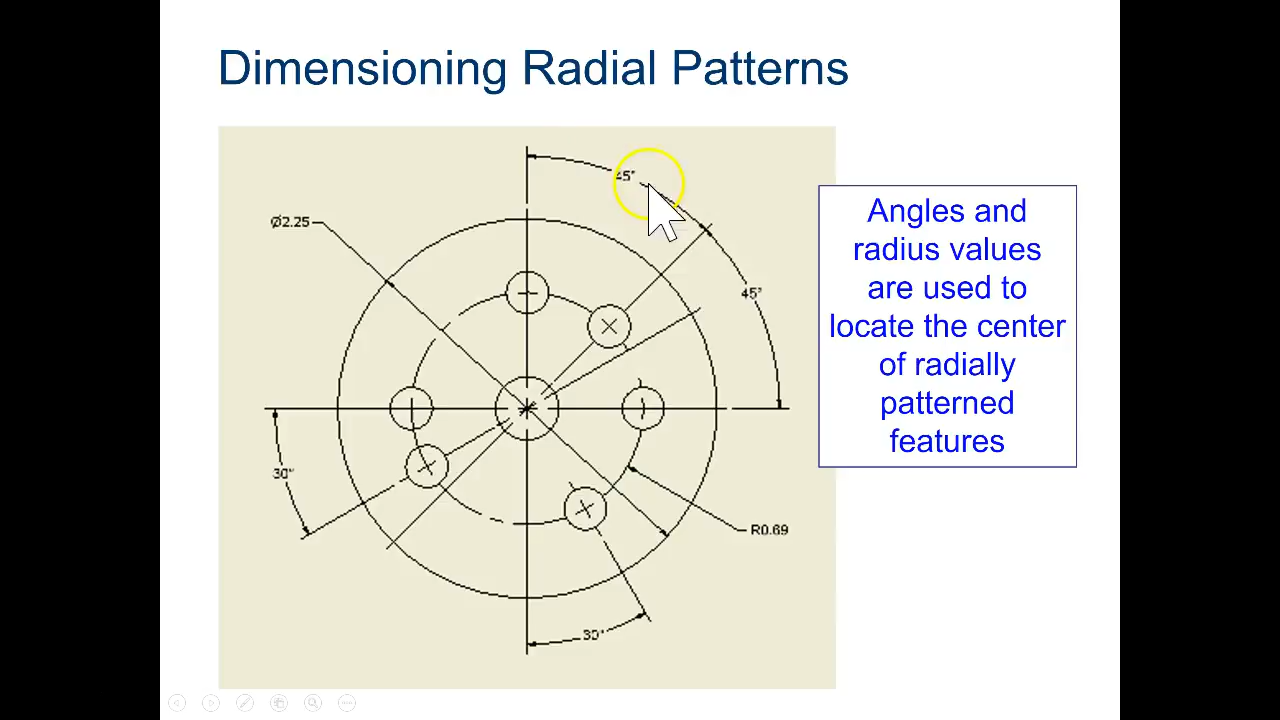 Dimensioning Radial Patterns
45°
Ø2.25
45°
30°
R0.69
30°
Angles and
radius values
are used to
locate the center
of radially
patterned
features